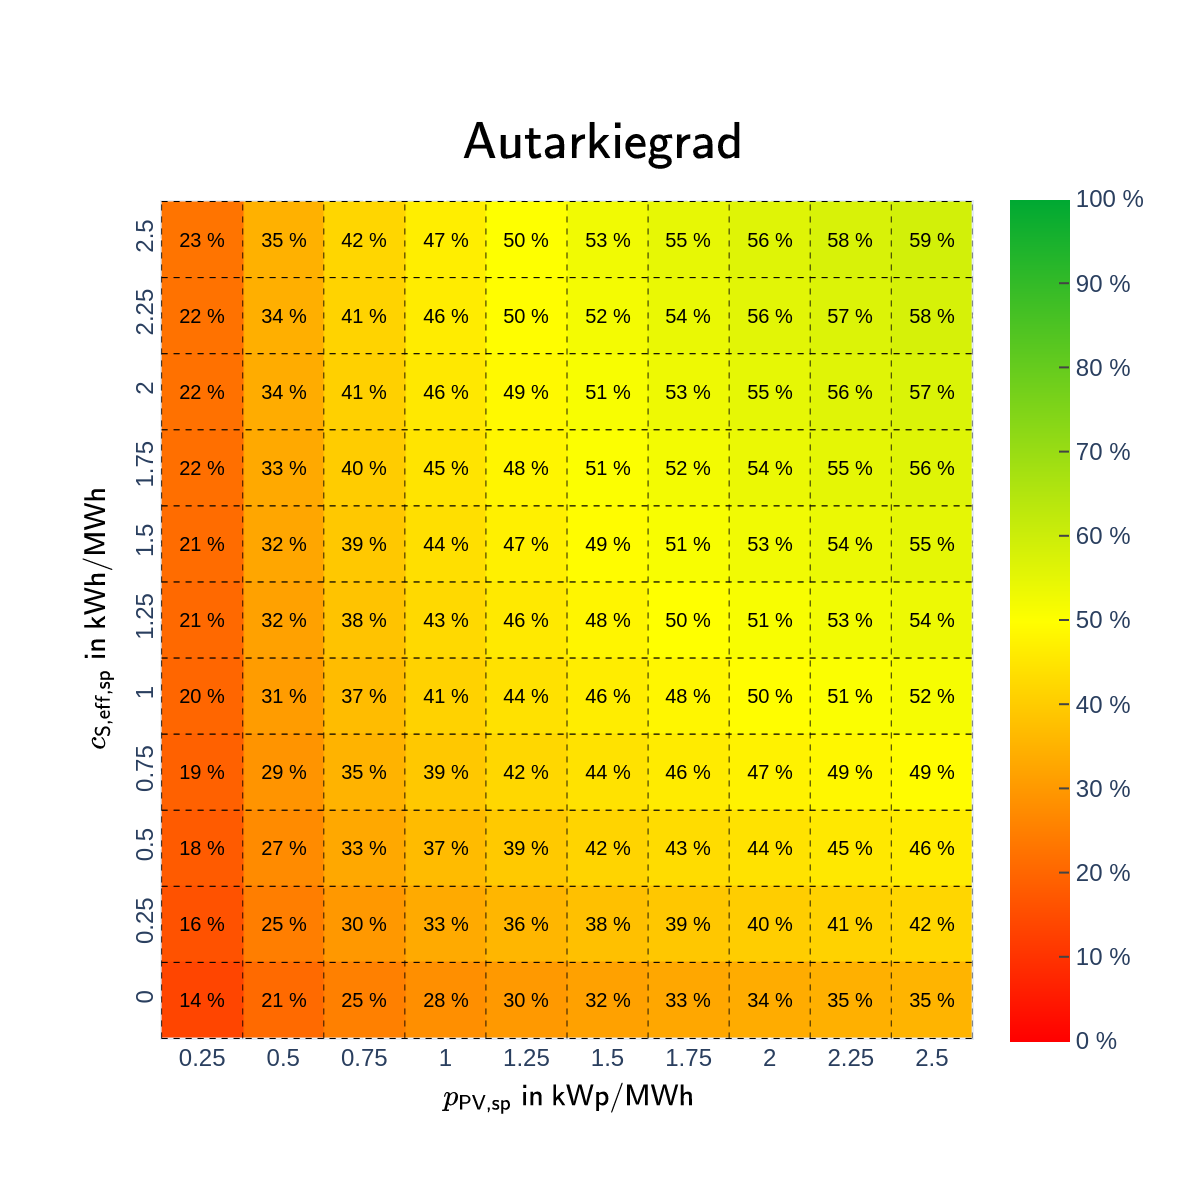 Autarkiegrad
2.5 23 % 35 % 42 % 47 % 50 % 53 % 55 % 56 % 58 % 59 %
2.25 22 % 34 % 41 % 46 % 50 % 52 % 54 % 56 % 57 % 58 %
2 22 % 34 % 41 % 46 % 49 % 51 % 53 % 55 % 56 % 57 %
1.75 22 % 33 % 40 % 45 % 48 % 51 % 52 % 54 % 55 % 56 %
1.5 21 % 32 % 39 % 44 % 47 % 49 % 51 % 53 % 54 % 55 %
1.25 21 % 32 % 38 % 43 % 46 % 48 % 50 % 51 % 53 % 54 %
1 20 % 31 % 37 % 41 % 44 % 46 % 48 % 50 % 51 % 52 %
0.75 19 % 29 % 35 % 39 % 42 % 44 % 46 % 47 % 49 % 49 %
0.5 18 % 27 % 33 % 37 % 39 % 42 % 43 % 44 % 45 % 46 %
0.25 16 % 25 % 30 % 33 % 36 % 38 % 39 % 40 % 41 % 42 %
0 14 % 21 % 25 % 28 % 30 % 32 % 33 % 34 % 35 % 35 %
0.25 0.5 0.75 1 1.25 1.5 1.75 2 2.25 2.5
p PV,sp in kWp/MWh
c S,eff,sp in kWh/MWh
100 %
90 %
80 %
70 %
60 %
50 %
40 %
30 %
20 %
10 %
0 %